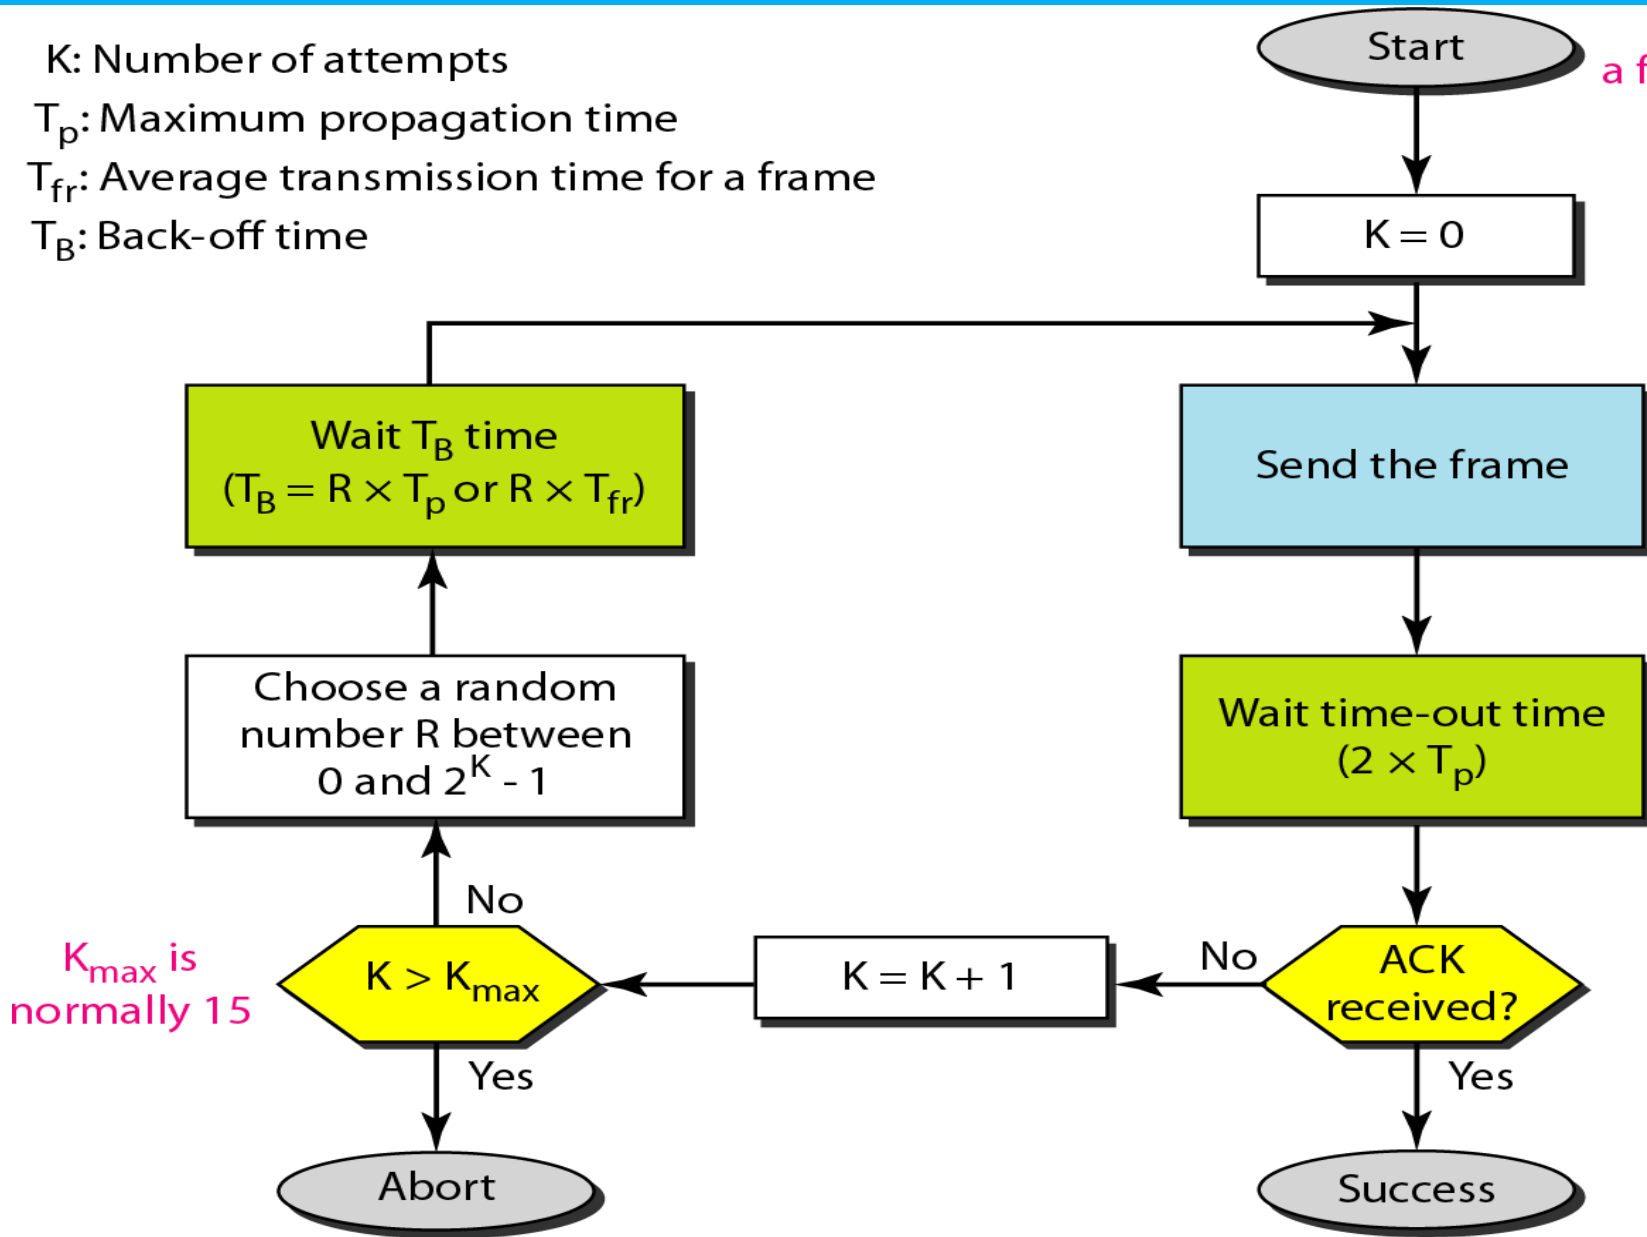 K: Number of attempts
Tp: Maximum propagation time
Tfr: Average transmission time for a frame
TB: Back-off time
Start
K = 0
Wait TB time
(TB = R × Tp or R × Tfr)
Send the frame
Choose a random
number R between
0 and 2^K - 1
Wait time-out time
(2 × Tp)
No
Kmax is
normally 15
K > Kmax
K = K + 1
No
ACK
received?
Yes
Yes
Abort
Success